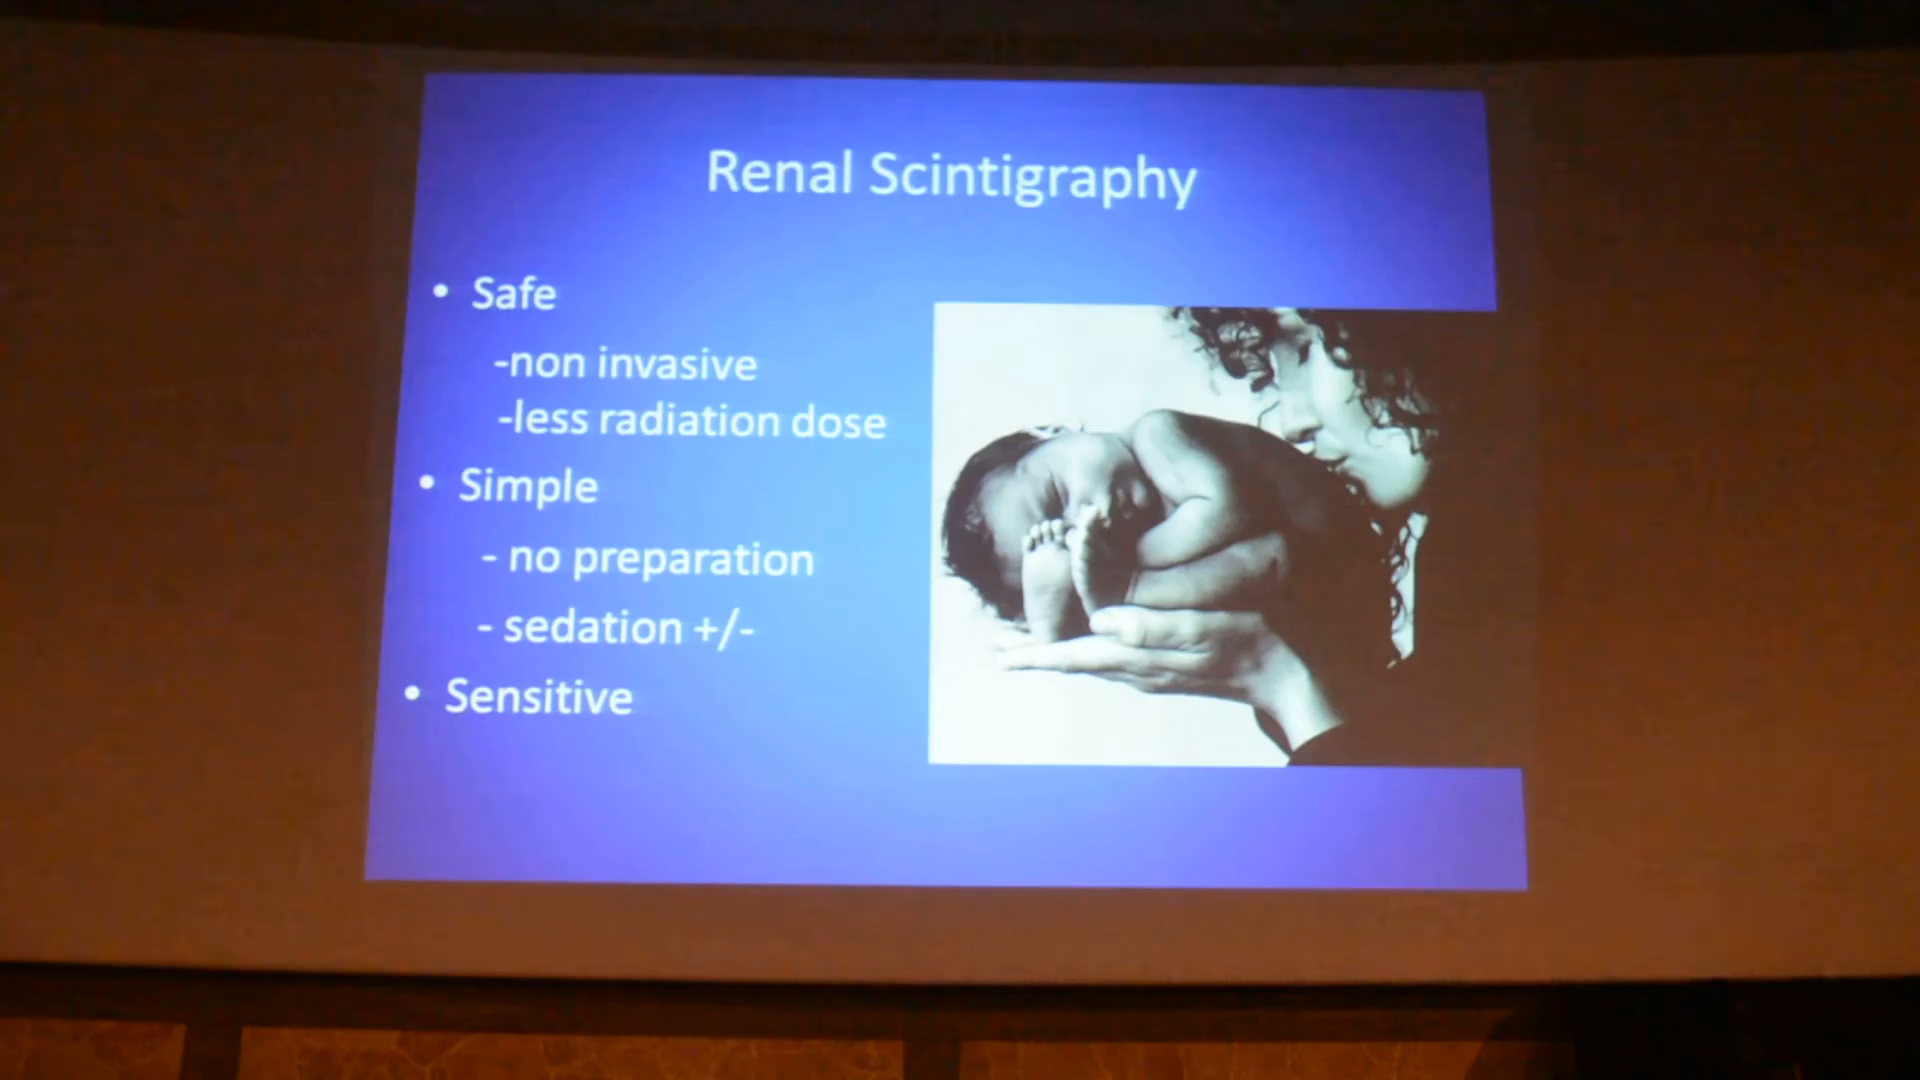 Renal Scintigraphy
• Safe
-non invasive
-less radiation dose
• Simple
- no preparation
- sedation +/-
• Sensitive